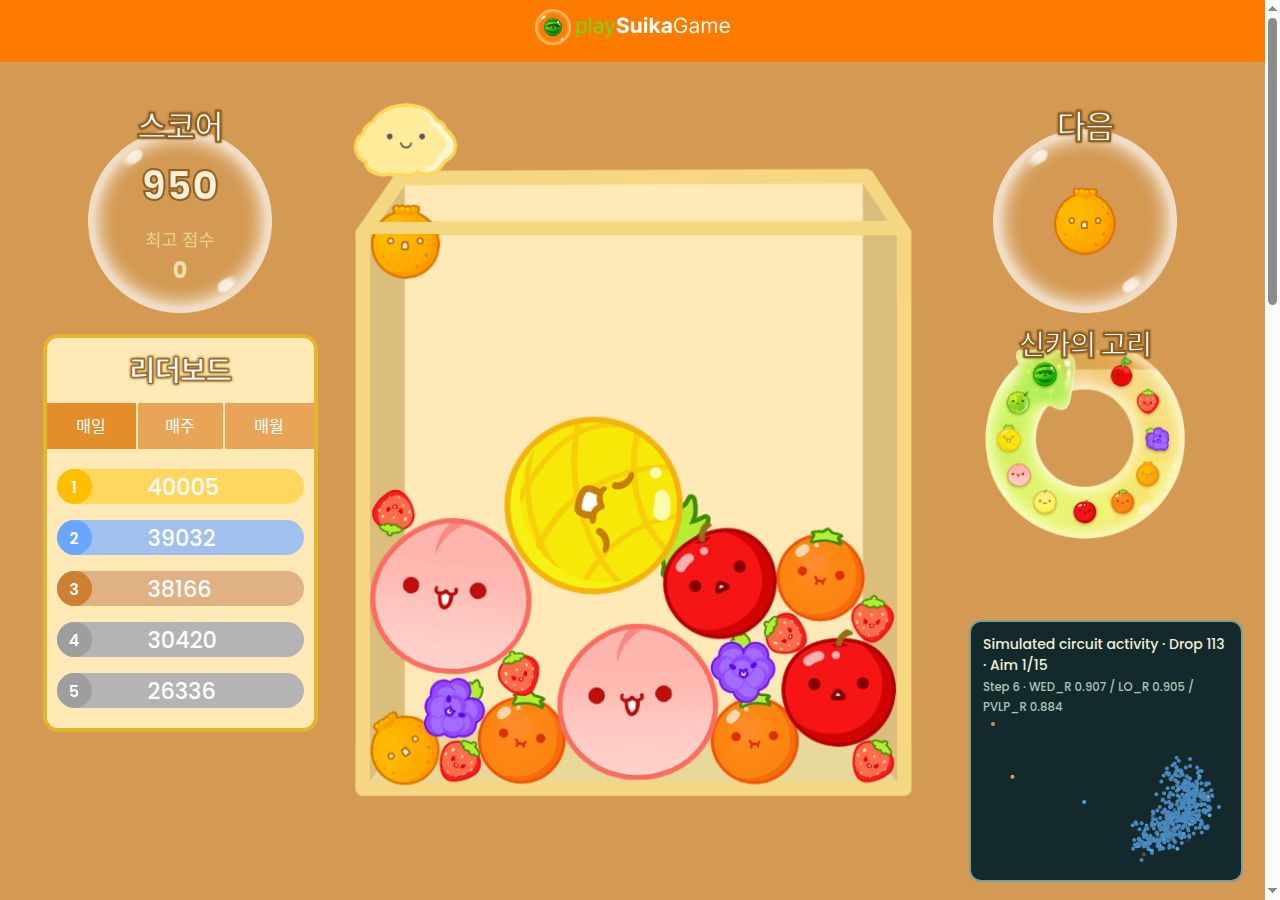 playSuikaGame
스코어
950
최고 점수
0
다음
신카의 고리
리더보드
매일
매주
매월
1 40005
2 39032
3 38166
4 30420
5 26336
Simulated circuit activity · Drop 113
· Aim 1/15
Step 6 · WED_R 0.907 / LO_R 0.905 /
PVLP_R 0.884